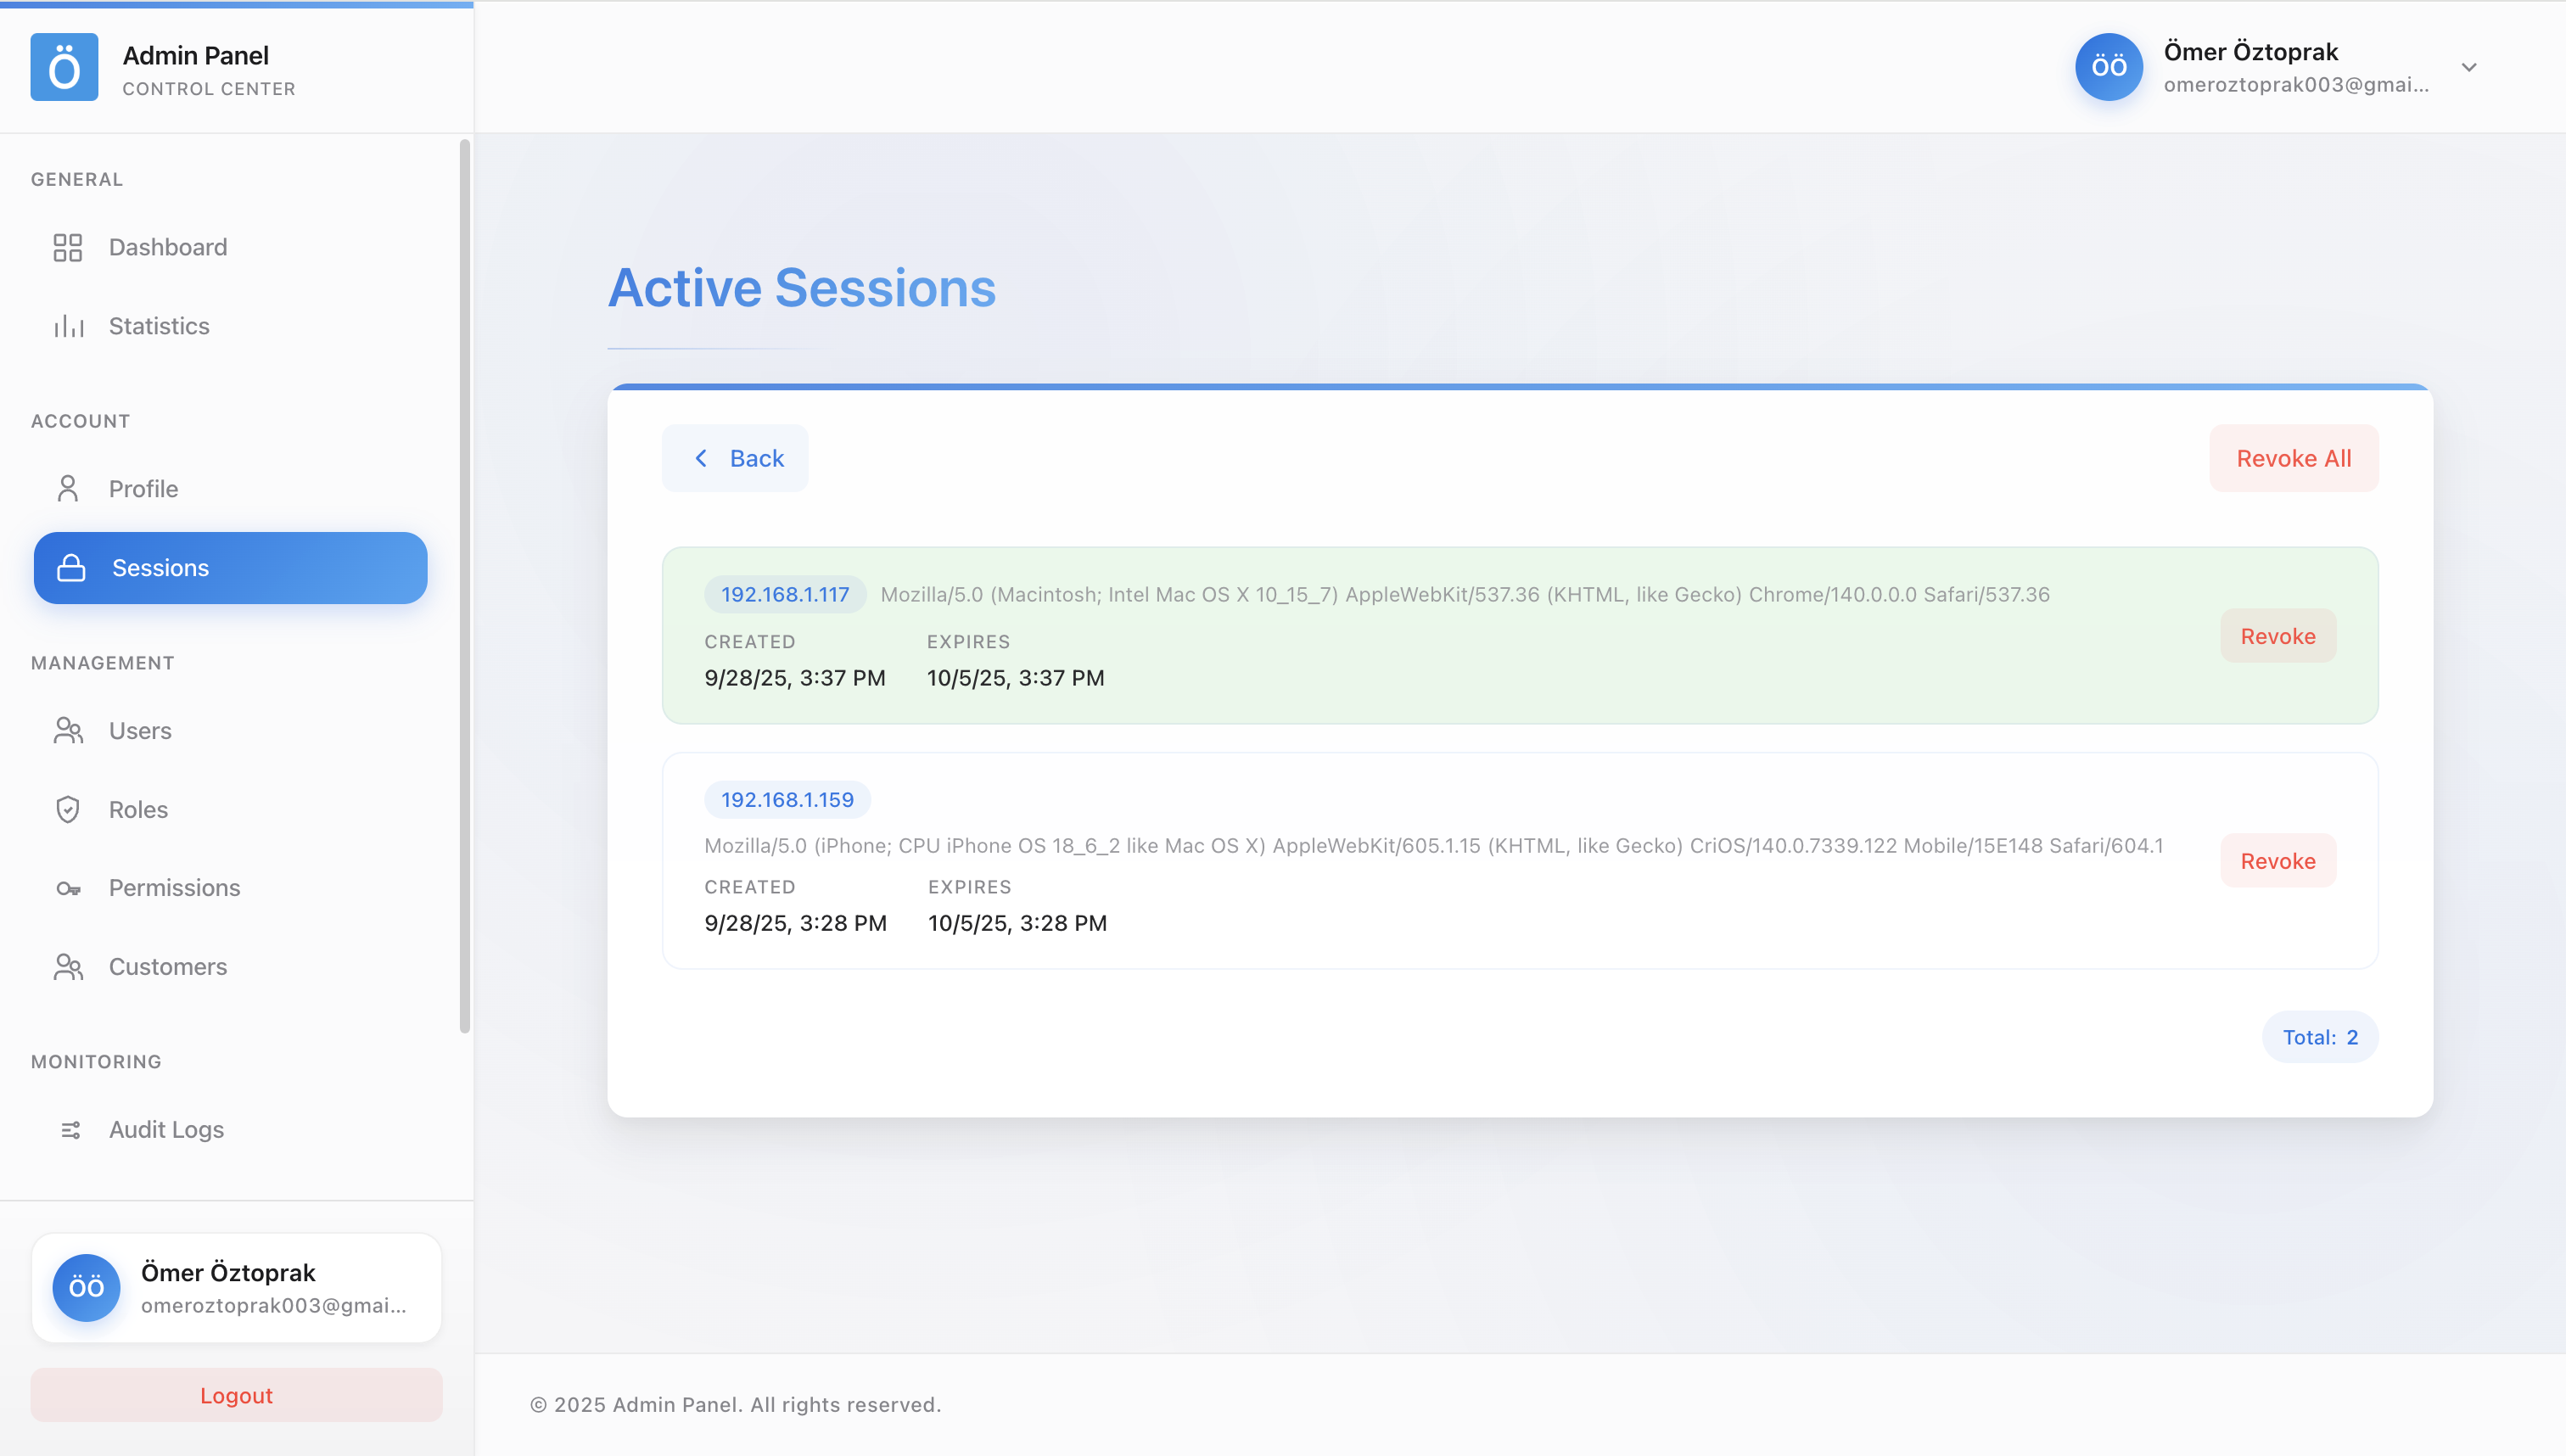 Ö
Admin Panel
CONTROL CENTER
ÖÖ
Ömer Öztoprak
omeroztoprak003@gmai...
GENERAL
Dashboard
Statistics
ACCOUNT
Profile
Sessions
MANAGEMENT
Users
Roles
Permissions
Customers
MONITORING
Audit Logs
ÖÖ
Ömer Öztoprak
omeroztoprak003@gmai...
Logout
Active Sessions
Back
Revoke All
192.168.1.117 Mozilla/5.0 (Macintosh; Intel Mac OS X 10_15_7) AppleWebKit/537.36 (KHTML, like Gecko) Chrome/140.0.0.0 Safari/537.36
CREATED EXPIRES
9/28/25, 3:37 PM 10/5/25, 3:37 PM
Revoke
192.168.1.159
Mozilla/5.0 (iPhone; CPU iPhone OS 18_6_2 like Mac OS X) AppleWebKit/605.1.15 (KHTML, like Gecko) CriOS/140.0.7339.122 Mobile/15E148 Safari/604.1
CREATED EXPIRES
9/28/25, 3:28 PM 10/5/25, 3:28 PM
Revoke
Total: 2
© 2025 Admin Panel. All rights reserved.